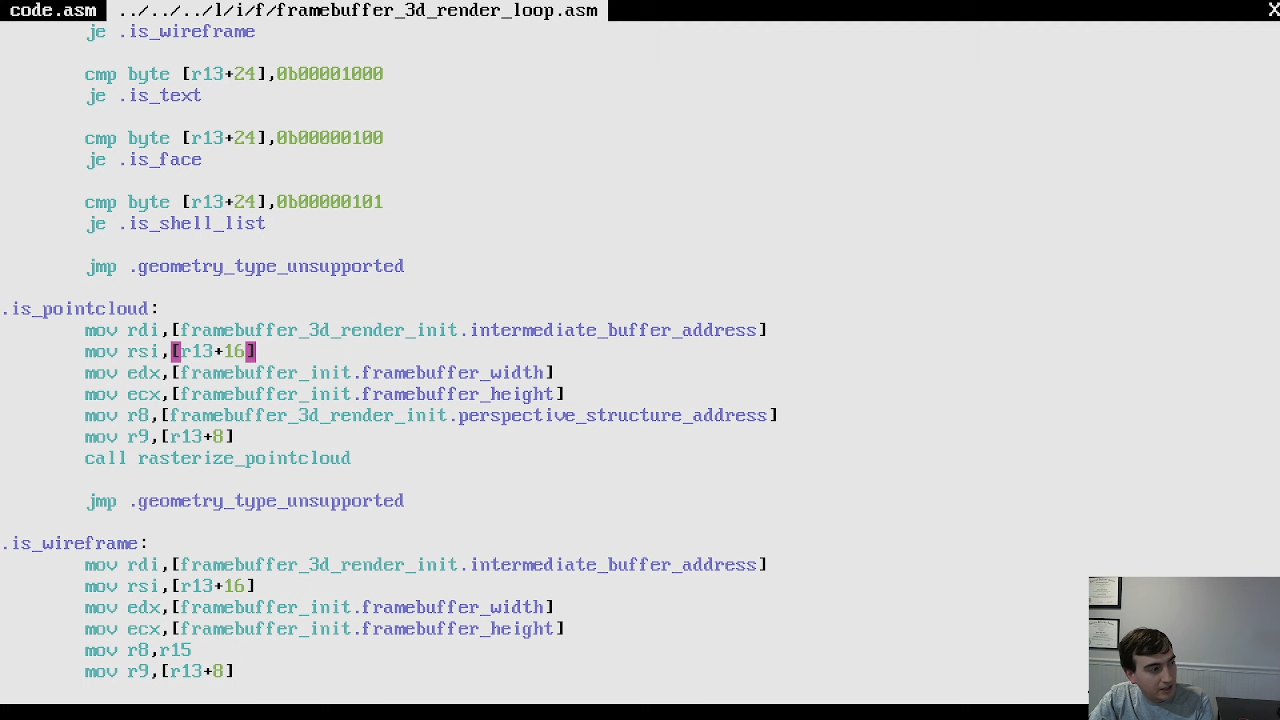 code.asm ../../../l/i/f/framebuffer_3d_render_loop.asm X
je .is_wireframe
cmp byte [r13+24],0b00001000
je .is_text
cmp byte [r13+24],0b00000100
je .is_face
cmp byte [r13+24],0b00000101
je .is_shell_list
jmp .geometry_type_unsupported
.is_pointcloud:
mov rdi,[framebuffer_3d_render_init.intermediate_buffer_address]
mov rsi,[r13+16]
mov edx,[framebuffer_init.framebuffer_width]
mov ecx,[framebuffer_init.framebuffer_height]
mov r8,[framebuffer_3d_render_init.perspective_structure_address]
mov r9,[r13+8]
call rasterize_pointcloud
jmp .geometry_type_unsupported
.is_wireframe:
mov rdi,[framebuffer_3d_render_init.intermediate_buffer_address]
mov rsi,[r13+16]
mov edx,[framebuffer_init.framebuffer_width]
mov ecx,[framebuffer_init.framebuffer_height]
mov r8,r15
mov r9,[r13+8]